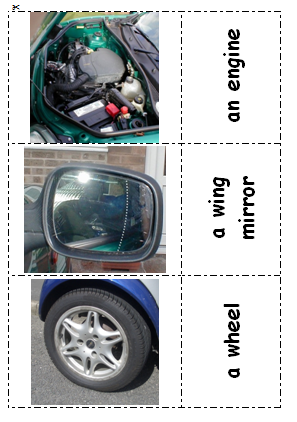 an engine
a wing
mirror
a wheel